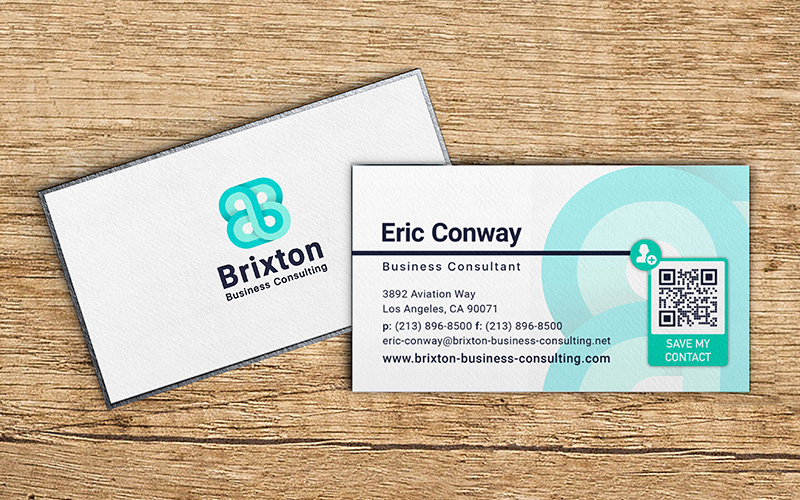 Brixton
Business Consulting
Eric Conway
Business Consultant
3892 Aviation Way
Los Angeles, CA 90071
p: (213) 896-8500 f: (213) 896-8500
eric-conway@brixton-business-consulting.net
www.brixton-business-consulting.com
SAVE MY
CONTACT